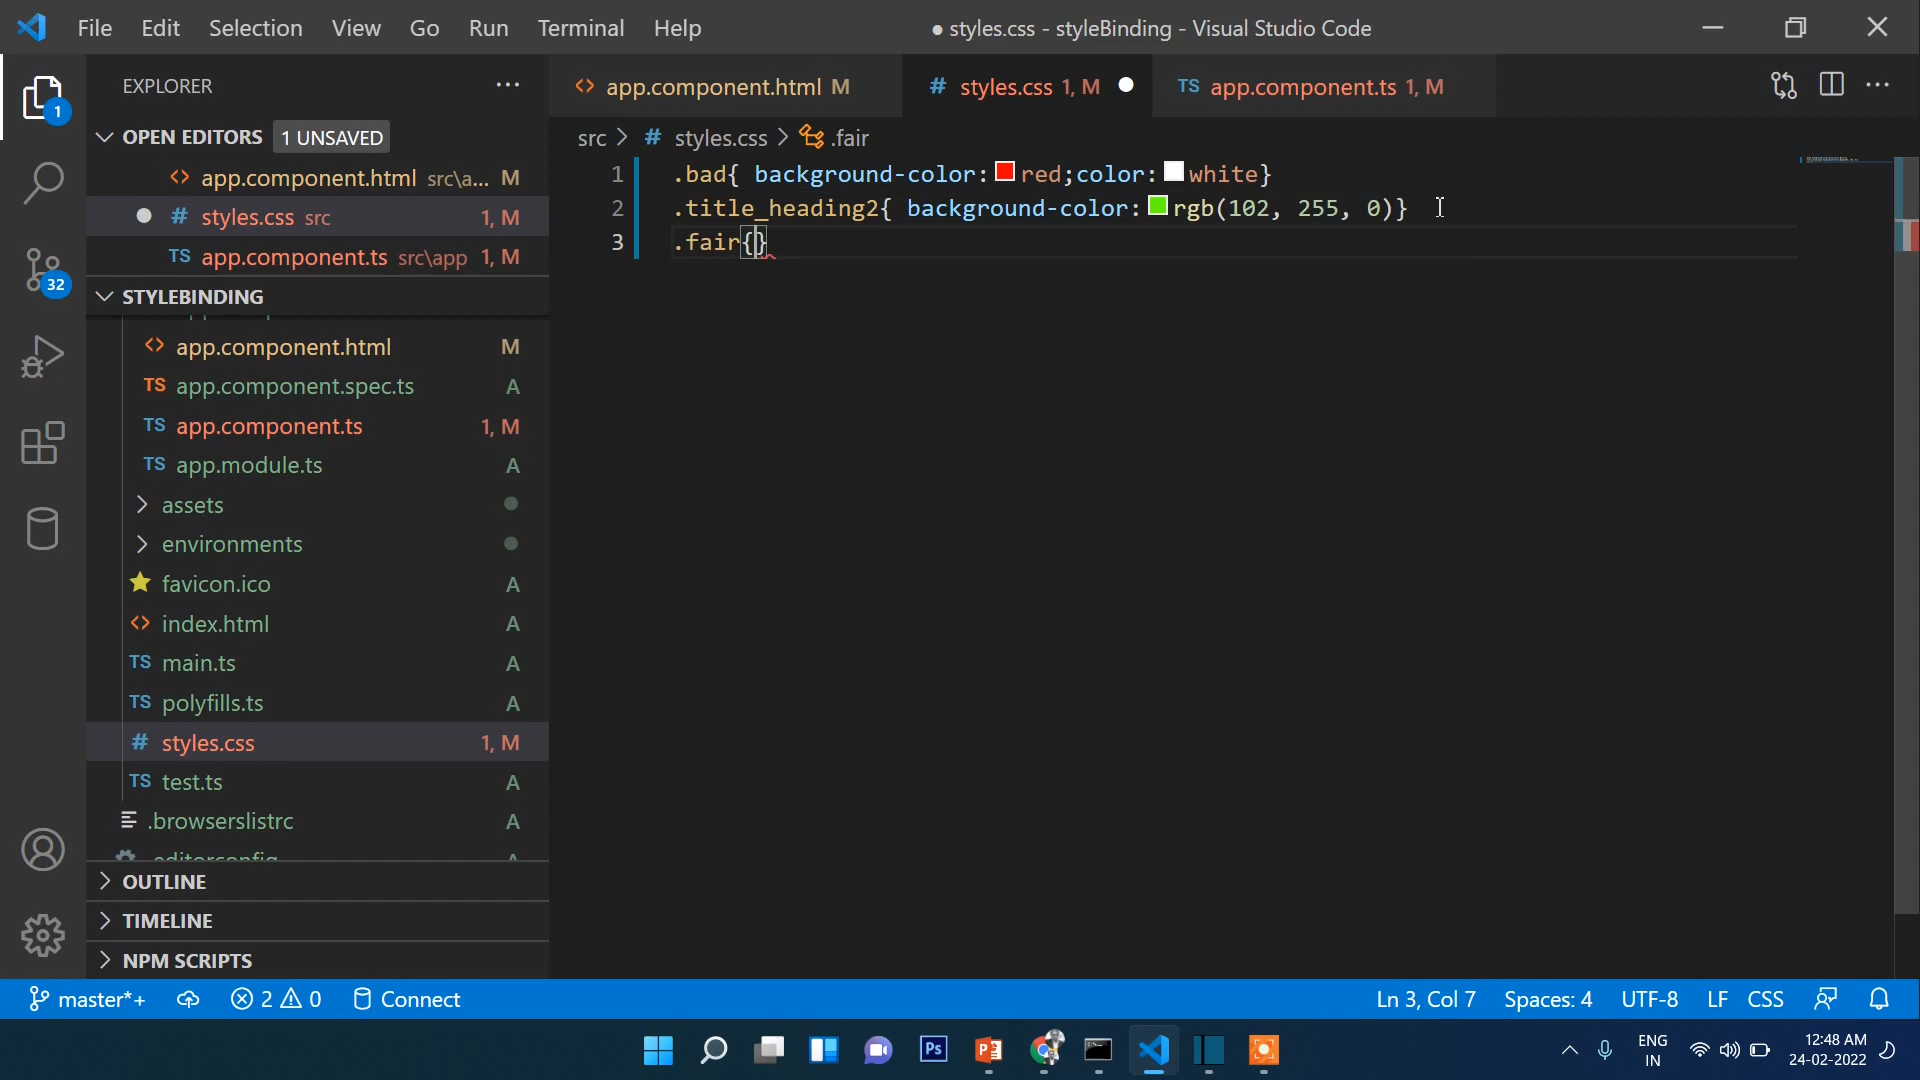 File Edit Selection View Go Run Terminal Help
● styles.css - styleBinding - Visual Studio Code
EXPLORER
OPEN EDITORS 1 UNSAVED
app.component.html src\a... M
styles.css src 1, M
TS app.component.ts src\app 1, M
STYLEBINDING
app.component.html M
TS app.component.spec.ts A
TS app.component.ts 1, M
TS app.module.ts A
assets
environments
favicon.ico A
index.html A
TS main.ts A
TS polyfills.ts A
# styles.css 1, M
TS test.ts A
.browserslistrc A
.editorconfig A
OUTLINE
TIMELINE
NPM SCRIPTS
app.component.html M
# styles.css 1, M
TS app.component.ts 1, M
src > # styles.css > .fair
1 .bad{ background-color:red;color:white}
2 .title_heading2{ background-color:rgb(102, 255, 0)}
3 .fair{}
1
32
master*+ 2 0 Connect
Ln 3, Col 7 Spaces: 4 UTF-8 LF CSS
Ps
P
ENG
IN
12:48 AM
24-02-2022